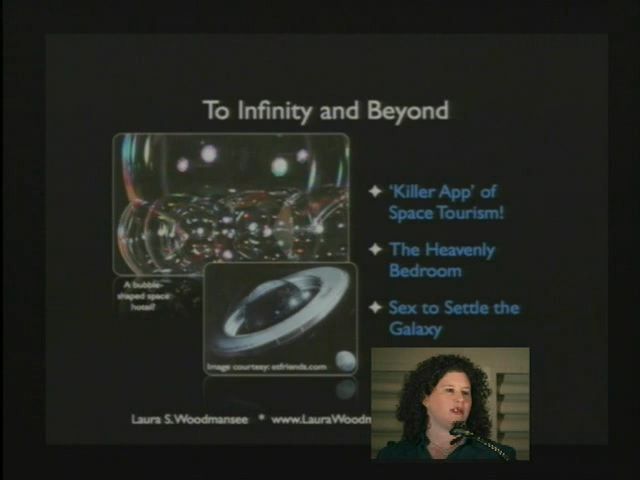 To Infinity and Beyond
'Killer App' of
Space Tourism!
The Heavenly
Bedroom
Sex to Settle the
Galaxy
A bubble-
shaped space
hotel?
Image courtesy: esfriends.com
Laura S. Woodmansee * www.LauraWoodm